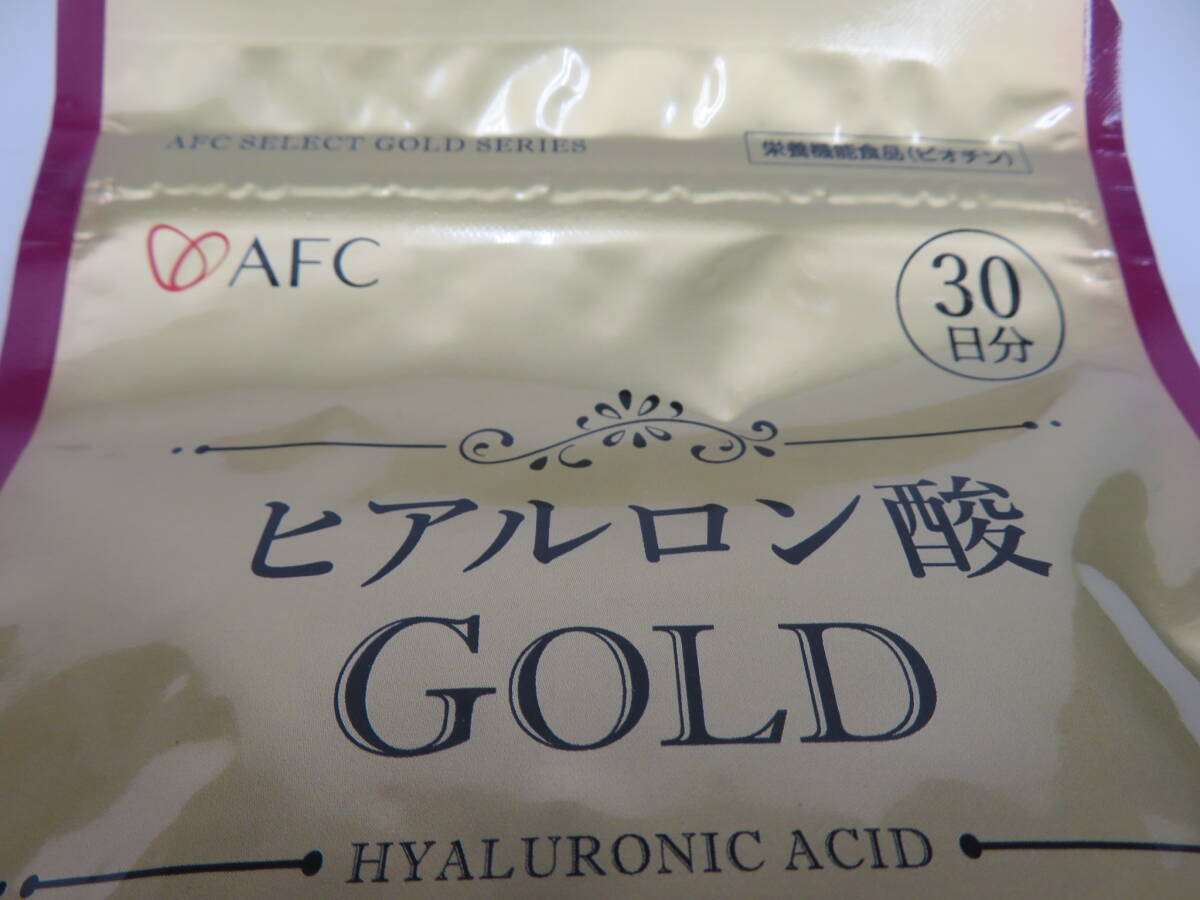 AFC SELECT GOLD SERIES
栄養機能食品(ビオチン)
AFC
30
日分
ヒアルロン酸
GOLD
HYALURONIC ACID